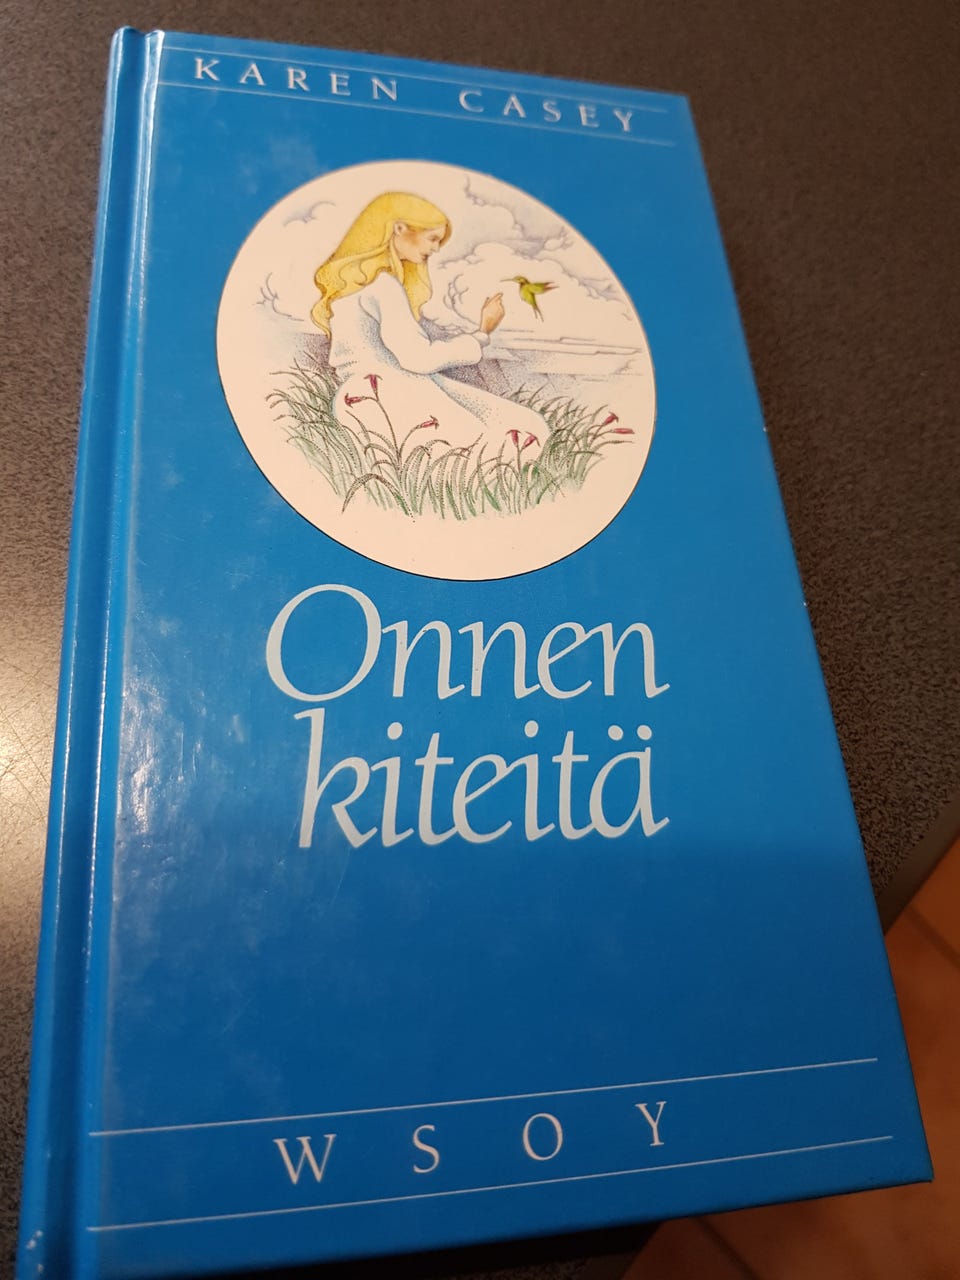 KAREN CASEY
Onnen
kiteitä
WSOY